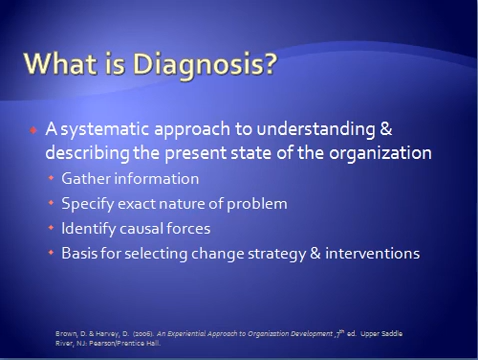 What is Diagnosis?
A systematic approach to understanding &
describing the present state of the organization
Gather information
Specify exact nature of problem
Identify causal forces
Basis for selecting change strategy & interventions
Brown, D. & Harvey, D. (2006). An Experiential Approach to Organization Development ,7th ed. Upper Saddle
River, NJ: Pearson/Prentice Hall.